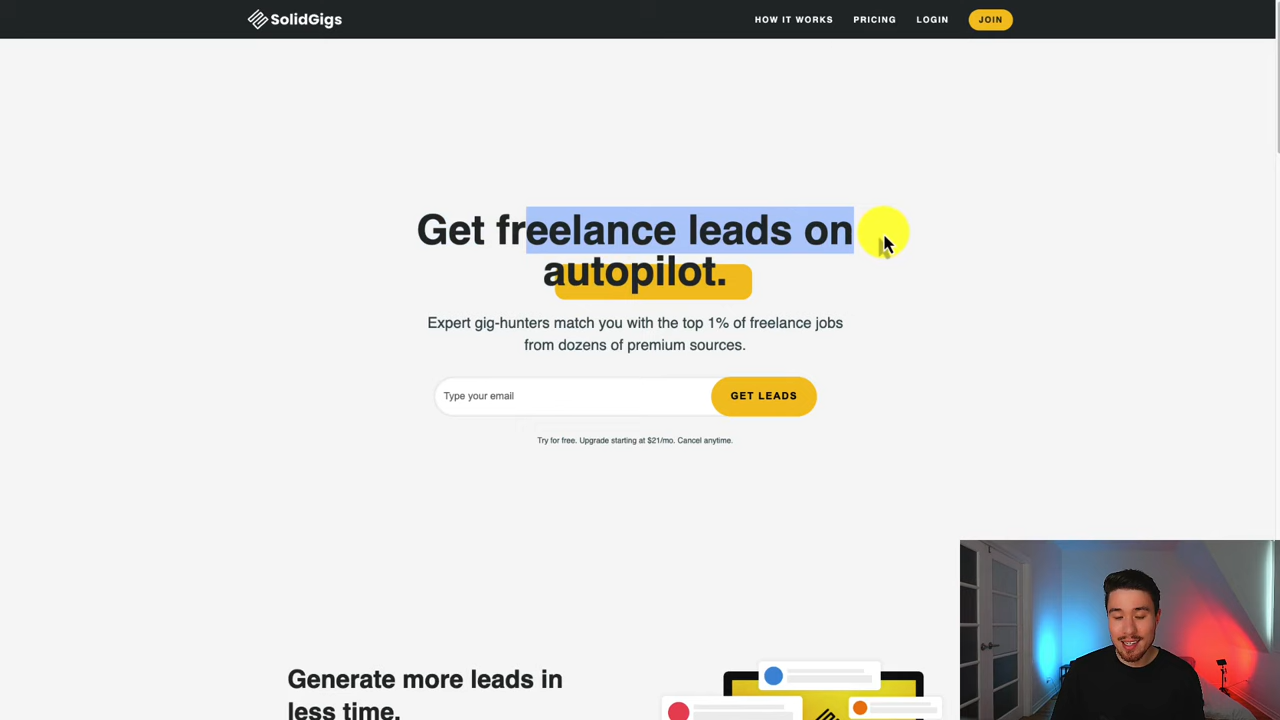 SolidGigs
HOW IT WORKS
PRICING
LOGIN
JOIN
Get freelance leads on
autopilot.
Expert gig-hunters match you with the top 1% of freelance jobs
from dozens of premium sources.
Type your email
GET LEADS
Try for free. Upgrade starting at $21/mo. Cancel anytime.
Generate more leads in
less time.